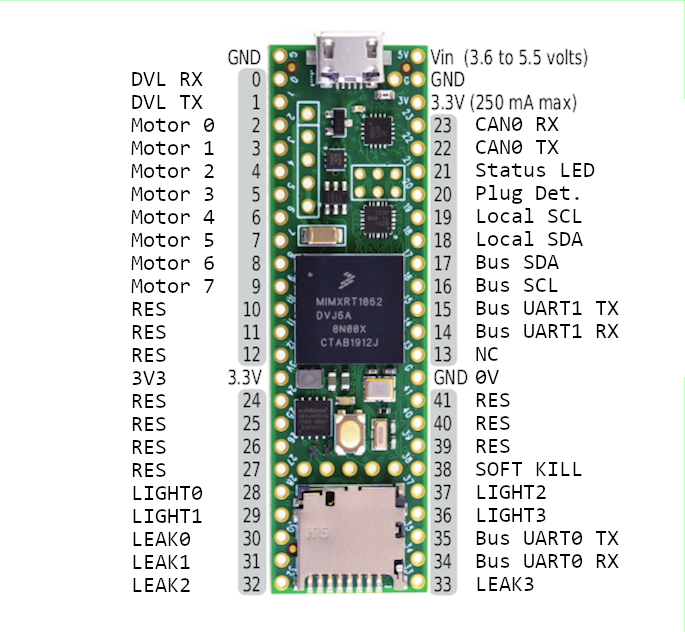 GND Vin (3.6 to 5.5 volts)
DVL RX 0 GND
DVL TX 1 3.3V (250 mA max)
Motor 0 2 23 CAN0 RX
Motor 1 3 22 CAN0 TX
Motor 2 4 21 Status LED
Motor 3 5 20 Plug Det.
Motor 4 6 19 Local SCL
Motor 5 7 18 Local SDA
Motor 6 8 17 Bus SDA
Motor 7 9 16 Bus SCL
RES 10 15 Bus UART1 TX
RES 11 14 Bus UART1 RX
RES 12 13 NC
3V3 3.3V GND 0V
RES 24 41 RES
RES 25 40 RES
RES 26 39 RES
RES 27 38 SOFT KILL
LIGHT0 28 37 LIGHT2
LIGHT1 29 36 LIGHT3
LEAK0 30 35 Bus UART0 TX
LEAK1 31 34 Bus UART0 RX
LEAK2 32 33 LEAK3
5V
3V
MIMXRT1062
DVJ6A
0N00X
CTAB1912J